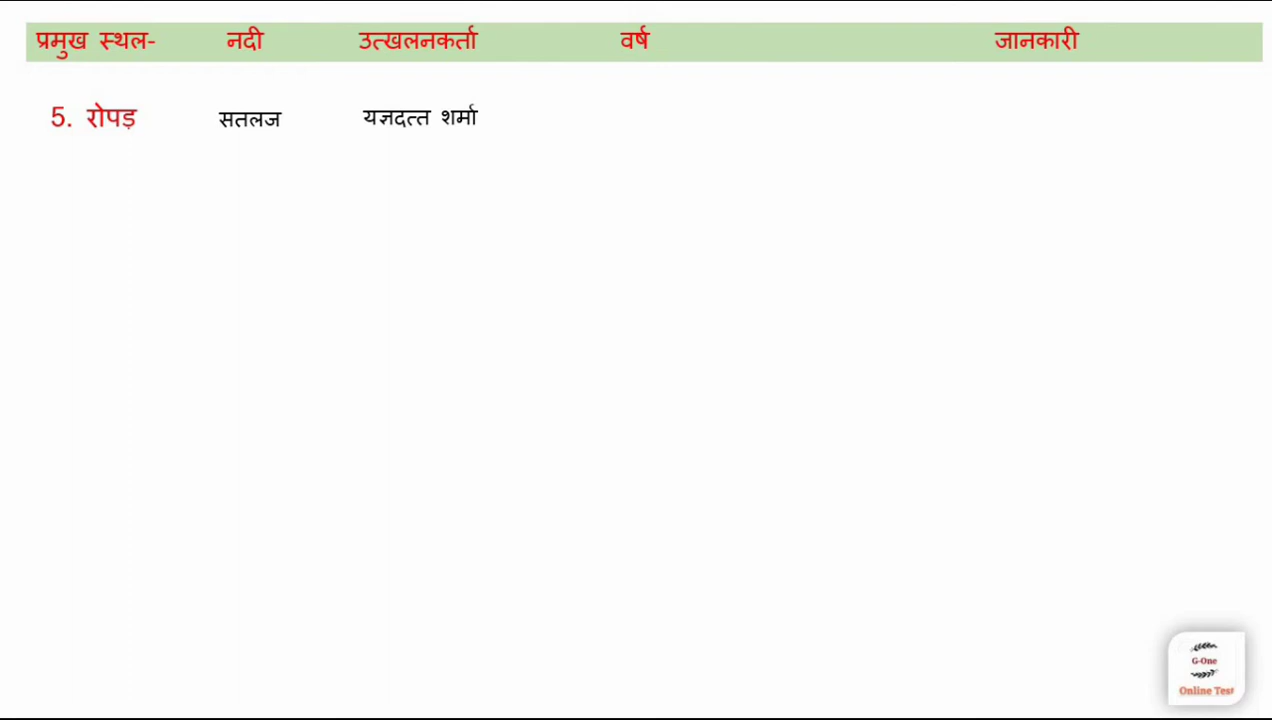 प्रमुख स्थल- नदी उत्खलनकर्ता वर्ष जानकारी
5. रोपड़ सतलज यज्ञदत्त शर्मा
G-One
Online Test